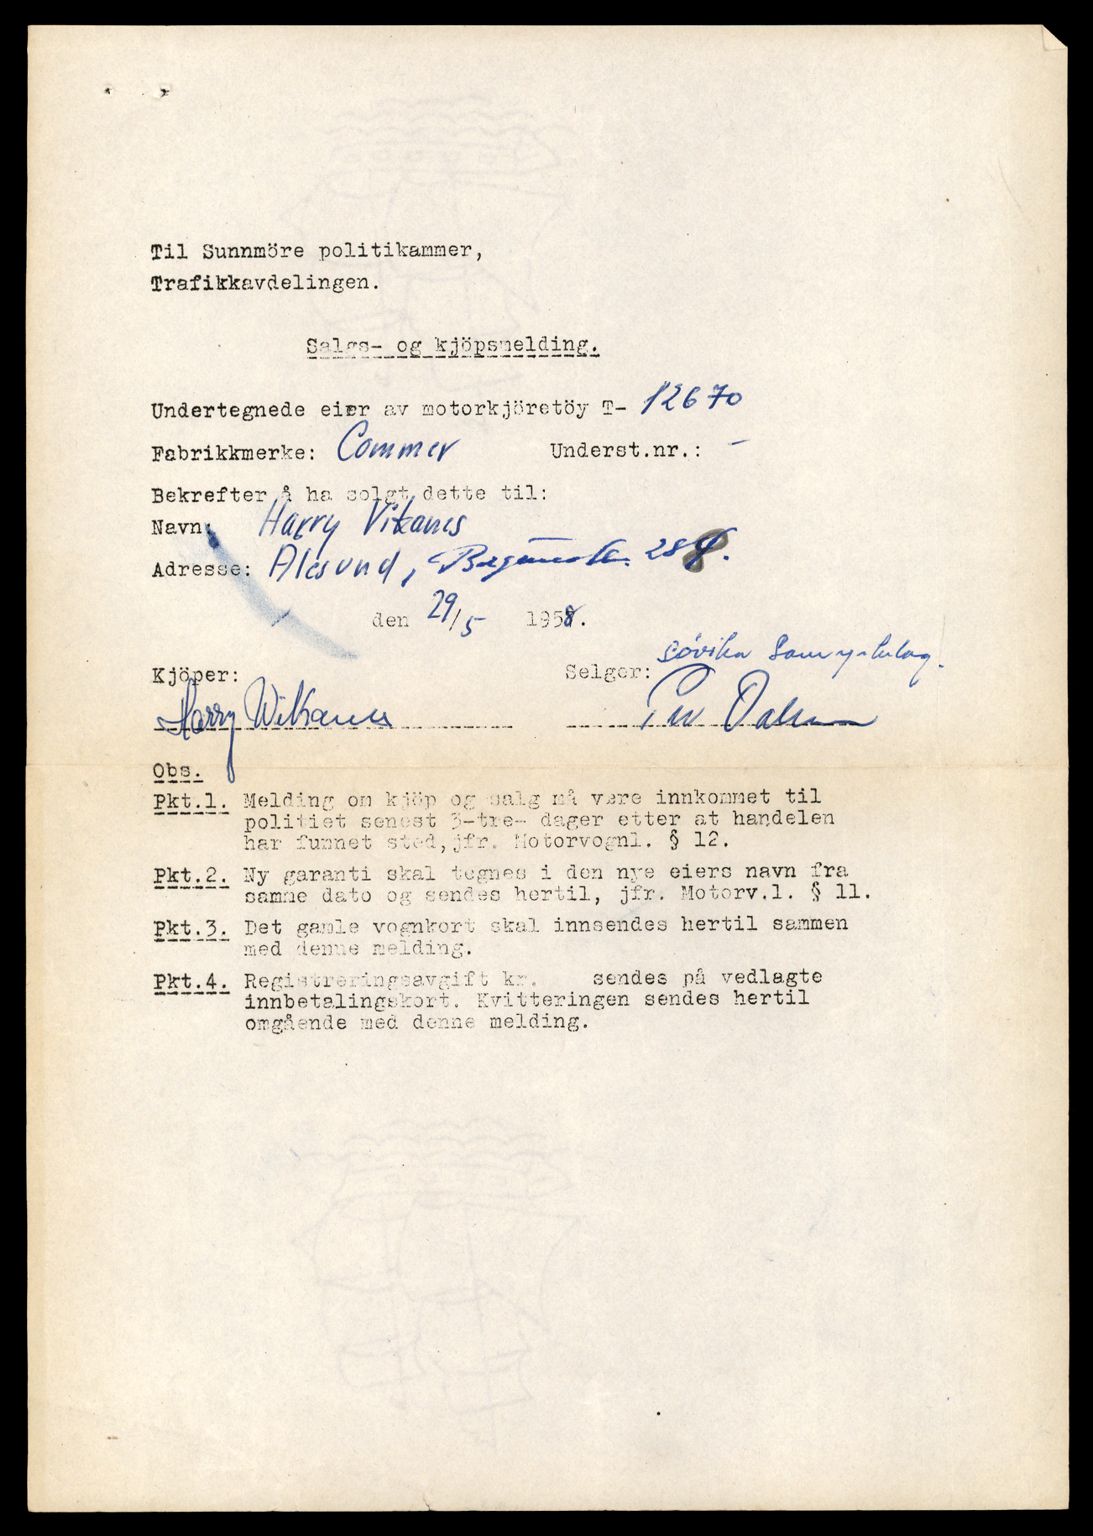 Til Sunnmöre politikammer,
Trafikkavdelingen.
Salgs- og kjöpsmelding.
Undertegnede eier av motorkjöretöy T- 12670
Fabrikkmerke: Commer Underst.nr.: -
Bekrefter å ha solgt dette til:
Navn: Harry Vikanes
Adresse: Ålesund, 28
den 29/5 1958.
Søvika
Kjöper: Selger:
Harry Wikanes
Obs.
Pkt.1. Melding om kjöp og salg må være innkommet til
politiet senest 3-tre- dager etter at handelen
har funnet sted, jfr. Motorvognl. § 12.
Pkt.2. Ny garanti skal tegnes i den nye eiers navn fra
samme dato og sendes hertil, jfr. Motorv.l. § 11.
Pkt.3. Det gamle vognkort skal innsendes hertil sammen
med denne melding.
Pkt.4. Registreringsavgift kr. sendes på vedlagte
innbetalingskort. Kvitteringen sendes hertil
omgående med denne melding.